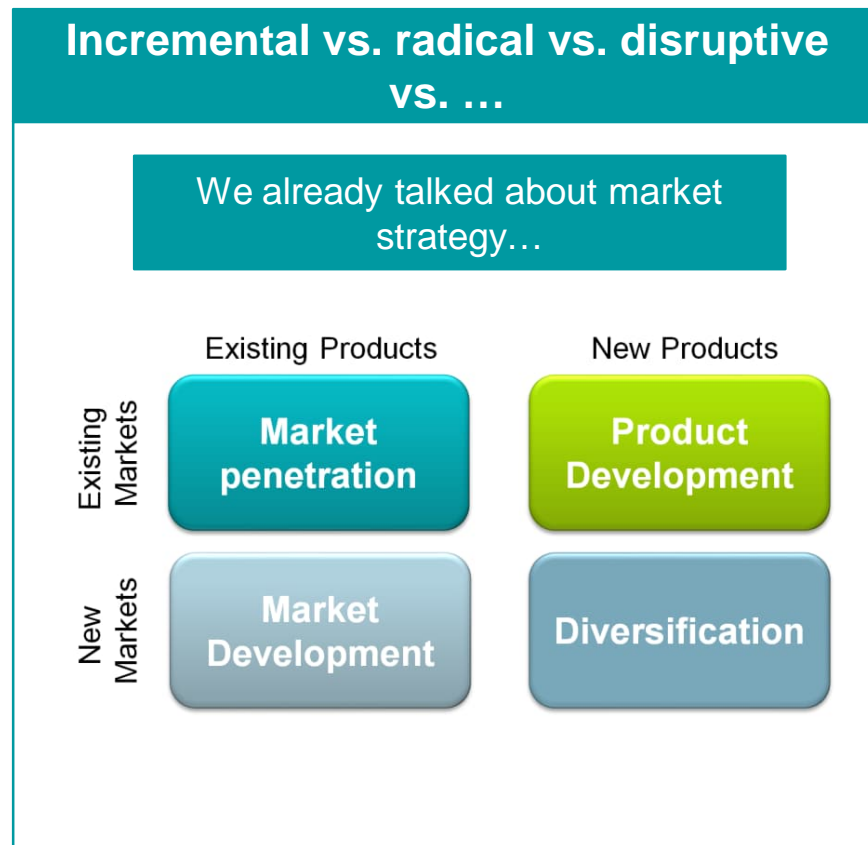 Incremental vs. radical vs. disruptive
vs. …
We already talked about market
strategy…
Existing Products
New Products
Existing
Markets
Market
penetration
Product
Development
New
Markets
Market
Development
Diversification